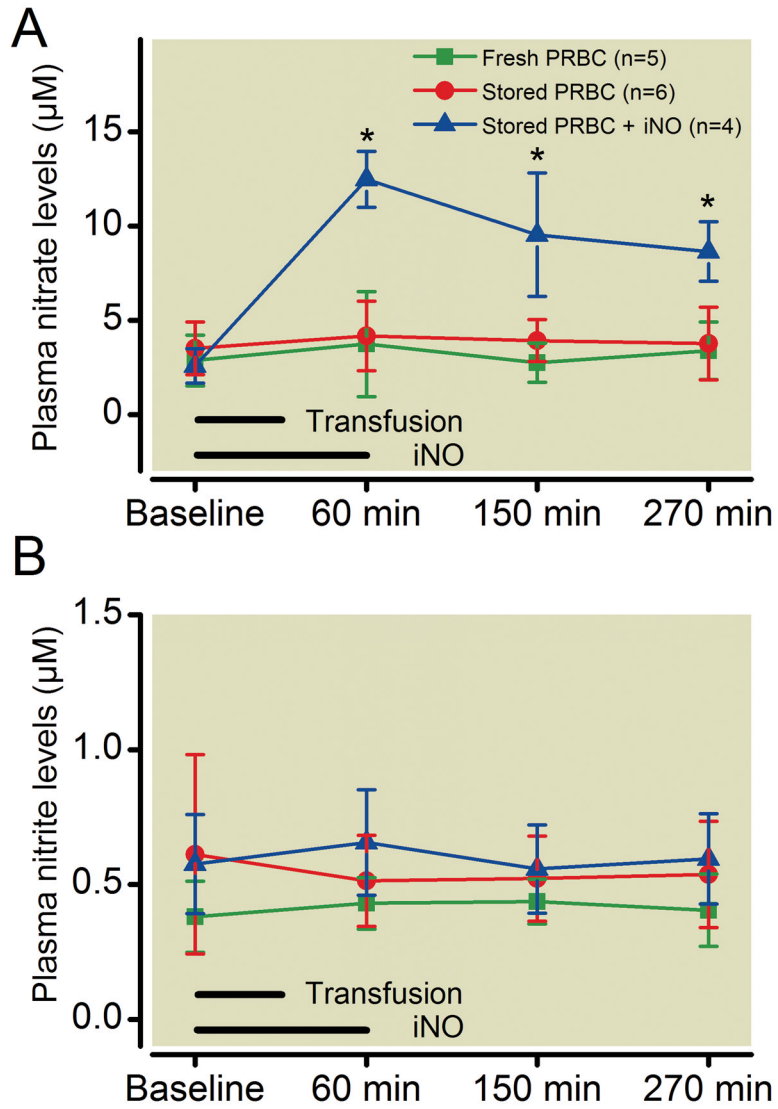 A
Plasma nitrate levels (µM)
15
10
5
0
Fresh PRBC (n=5)
Stored PRBC (n=6)
Stored PRBC + iNO (n=4)
*
*
*
Transfusion
iNO
Baseline 60 min 150 min 270 min
B
Plasma nitrite levels (µM)
1.5
1.0
0.5
0.0
Transfusion
iNO
Baseline 60 min 150 min 270 min